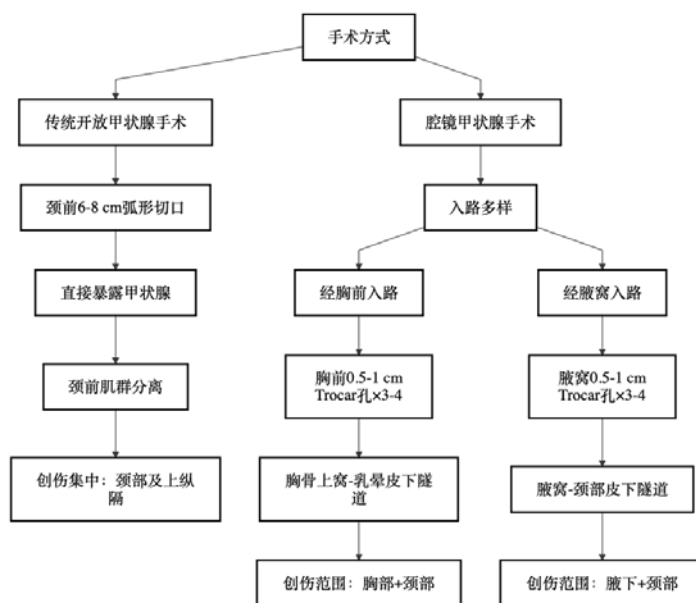 手术方式
传统开放甲状腺手术
腔镜甲状腺手术
颈前6-8 cm弧形切口
入路多样
直接暴露甲状腺
经胸前入路
经腋窝入路
颈前肌群分离
胸前0.5-1 cm
Trocar孔×3-4
腋窝0.5-1 cm
Trocar孔×3-4
创伤集中：颈部及上纵
隔
胸骨上窝-乳晕皮下隧
道
腋窝-颈部皮下隧道
创伤范围：胸部+颈部
创伤范围：腋下+颈部